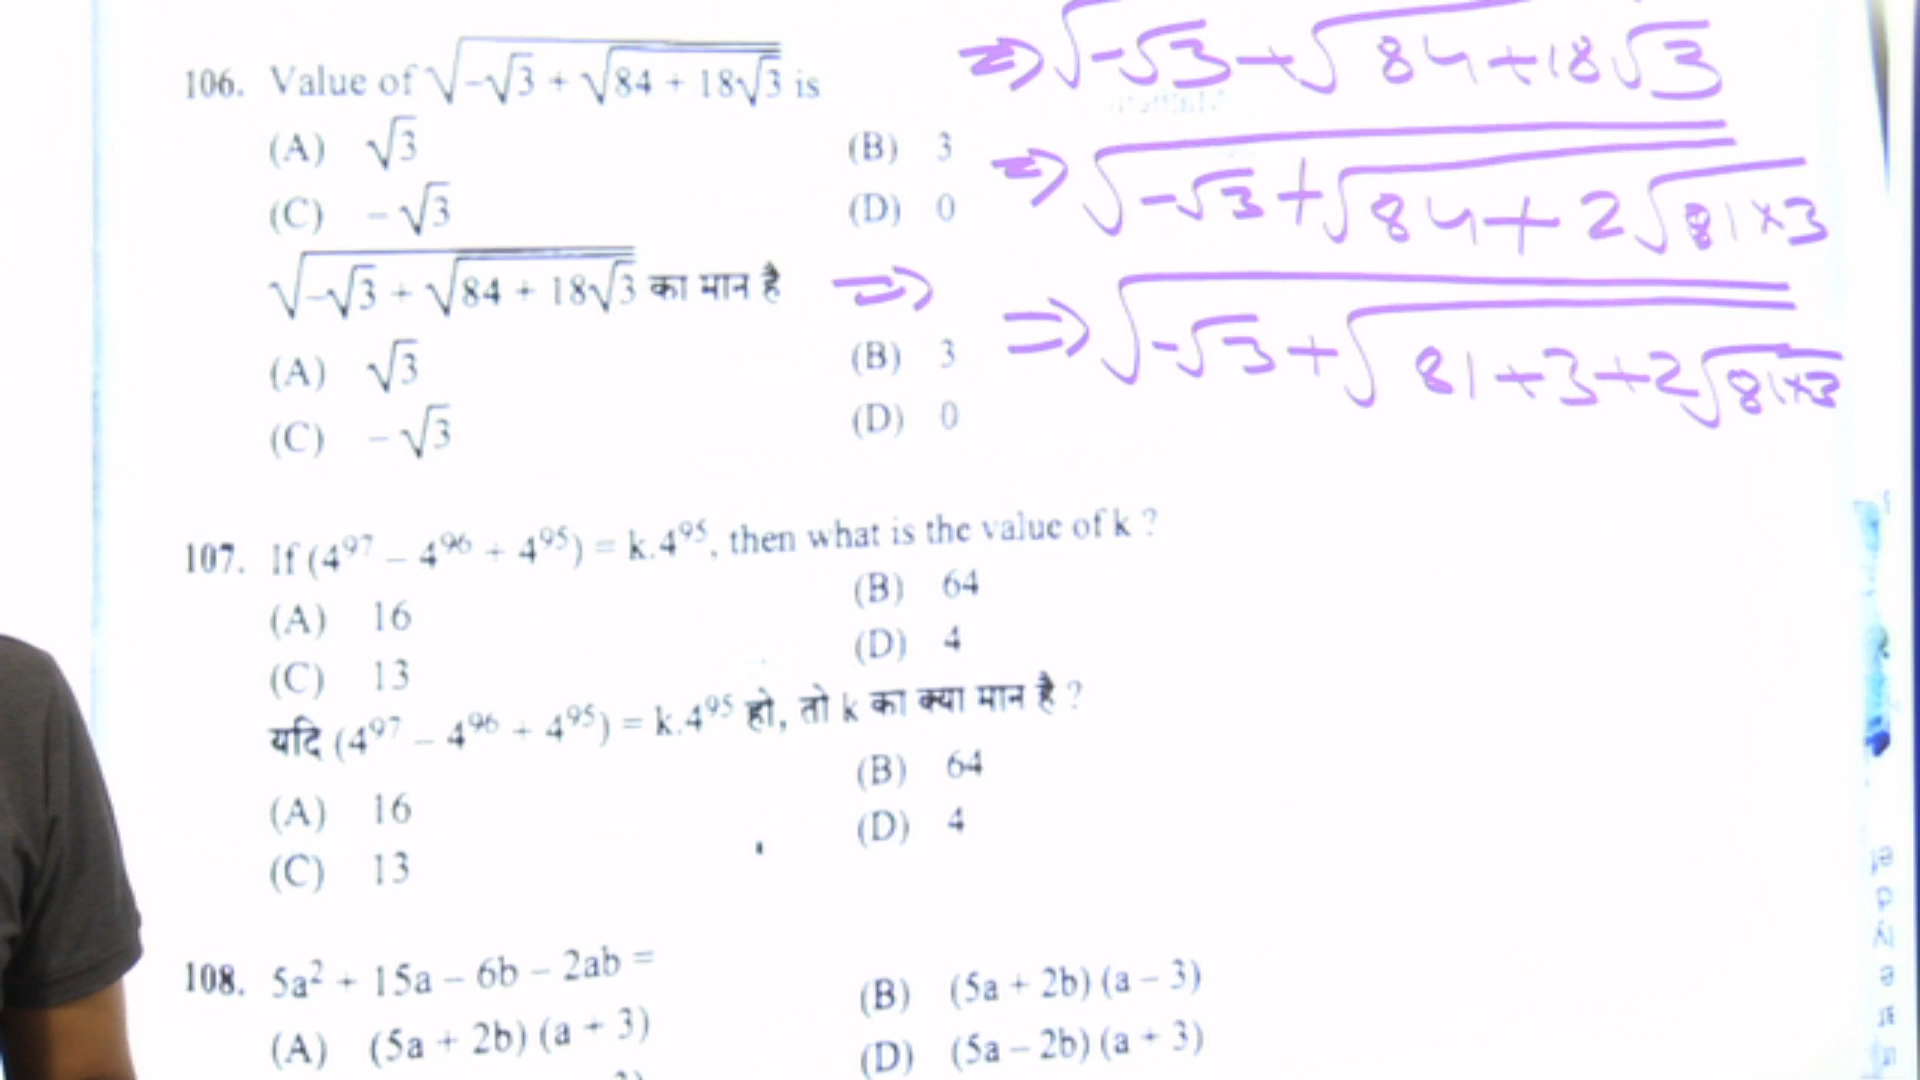 106. Value of √(-√3 + √(84 + 18√3)) is
(A) √3 (B) 3
(C) -√3 (D) 0
√(-√3 + √(84 + 18√3)) का मान है
(A) √3 (B) 3
(C) -√3 (D) 0
⇒ √(-√3 + √(84 + 18√3))
⇒ √(-√3 + √(84 + 2√(81×3)))
⇒
⇒ √(-√3 + √(81 + 3 + 2√(81×3)))
107. If (4⁹⁷ – 4⁹⁶ + 4⁹⁵) = k.4⁹⁵, then what is the value of k ?
(A) 16 (B) 64
(C) 13 (D) 4
यदि (4⁹⁷ – 4⁹⁶ + 4⁹⁵) = k.4⁹⁵ हो, तो k का क्या मान है ?
(A) 16 (B) 64
(C) 13 (D) 4
108. 5a² + 15a – 6b – 2ab =
(A) (5a + 2b) (a + 3) (B) (5a + 2b) (a – 3)
(D) (5a – 2b) (a + 3)